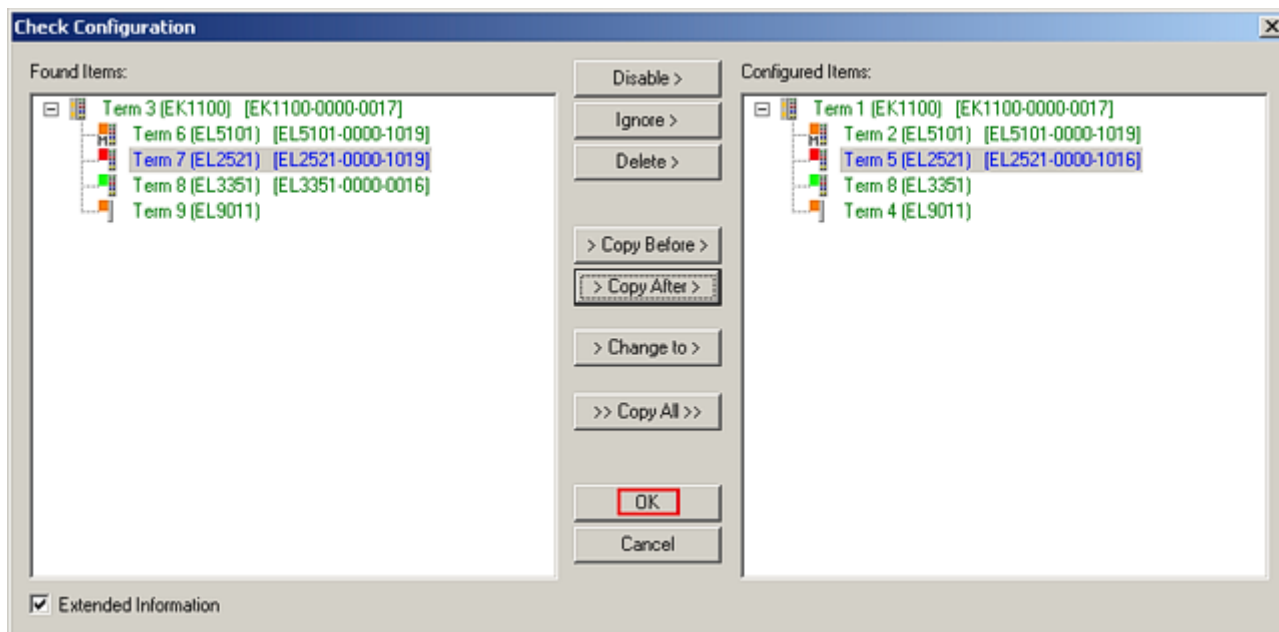 Check Configuration
Found Items:
Term 3 (EK1100) [EK1100-0000-0017]
Term 6 (EL5101) [EL5101-0000-1019]
Term 7 (EL2521) [EL2521-0000-1019]
Term 8 (EL3351) [EL3351-0000-0016]
Term 9 (EL9011)
Disable >
Ignore >
Delete >
> Copy Before >
> Copy After >
> Change to >
>> Copy All >>
OK
Cancel
Configured Items:
Term 1 (EK1100) [EK1100-0000-0017]
Term 2 (EL5101) [EL5101-0000-1019]
Term 5 (EL2521) [EL2521-0000-1016]
Term 8 (EL3351)
Term 4 (EL9011)
Extended Information